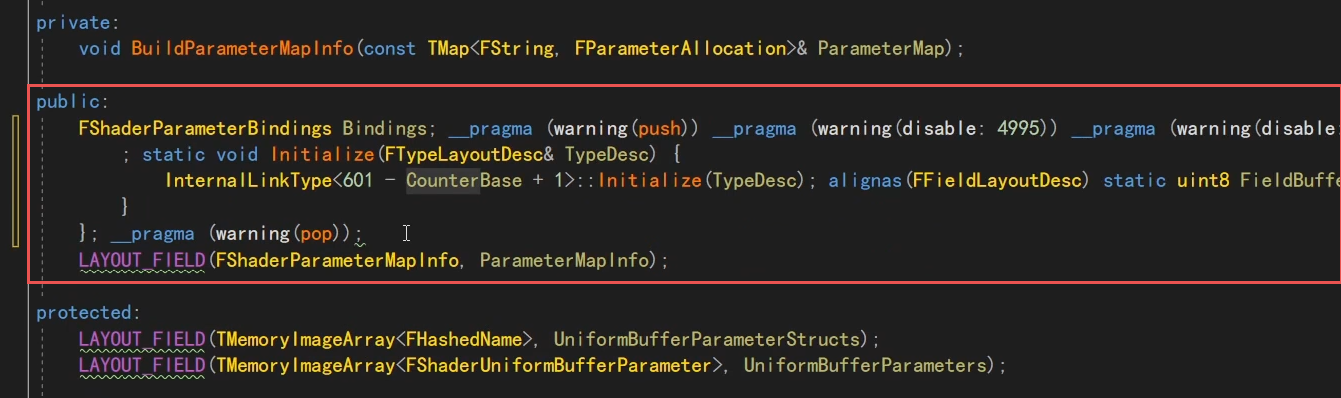 private:
void BuildParameterMapInfo(const TMap<FString, FParameterAllocation>& ParameterMap);
public:
FShaderParameterBindings Bindings; __pragma (warning(push)) __pragma (warning(disable: 4995)) __pragma (warning(disable:
; static void Initialize(FTypeLayoutDesc& TypeDesc) {
InternalLinkType<601 - CounterBase + 1>::Initialize(TypeDesc); alignas(FFieldLayoutDesc) static uint8 FieldBuffe
}
}; __pragma (warning(pop));
LAYOUT_FIELD(FShaderParameterMapInfo, ParameterMapInfo);
protected:
LAYOUT_FIELD(TMemoryImageArray<FHashedName>, UniformBufferParameterStructs);
LAYOUT_FIELD(TMemoryImageArray<FShaderUniformBufferParameter>, UniformBufferParameters);